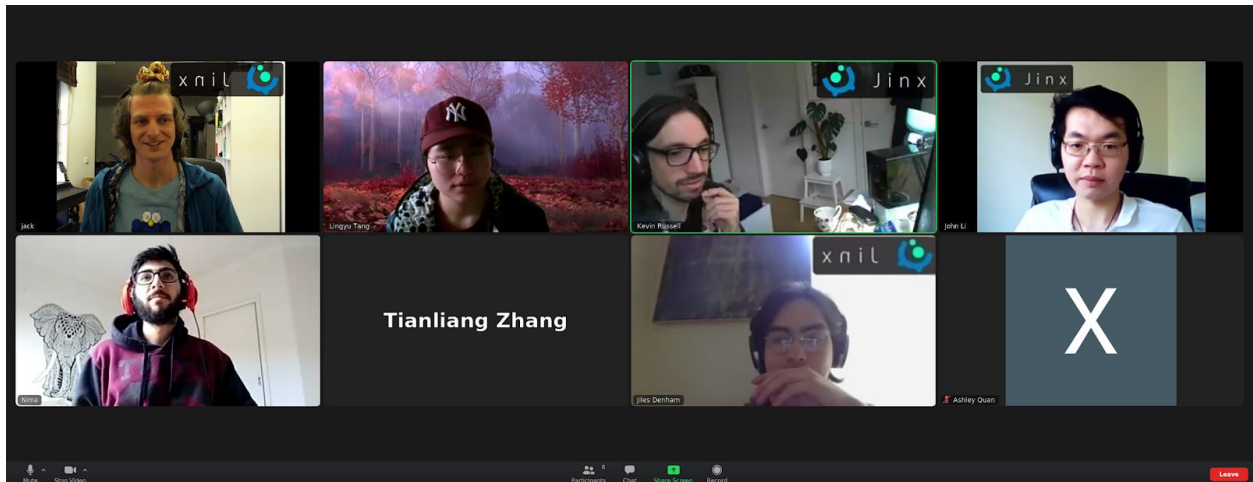 xnil
Jinx
Jinx
Jack
Lingyu Tang
Kevin Russell
John Li
NY
xnil
Tianliang Zhang
X
Nima
Jiles Denham
Ashley Quan
Mute
Stop Video
Participants
8
Chat
Share Screen
Record
Leave